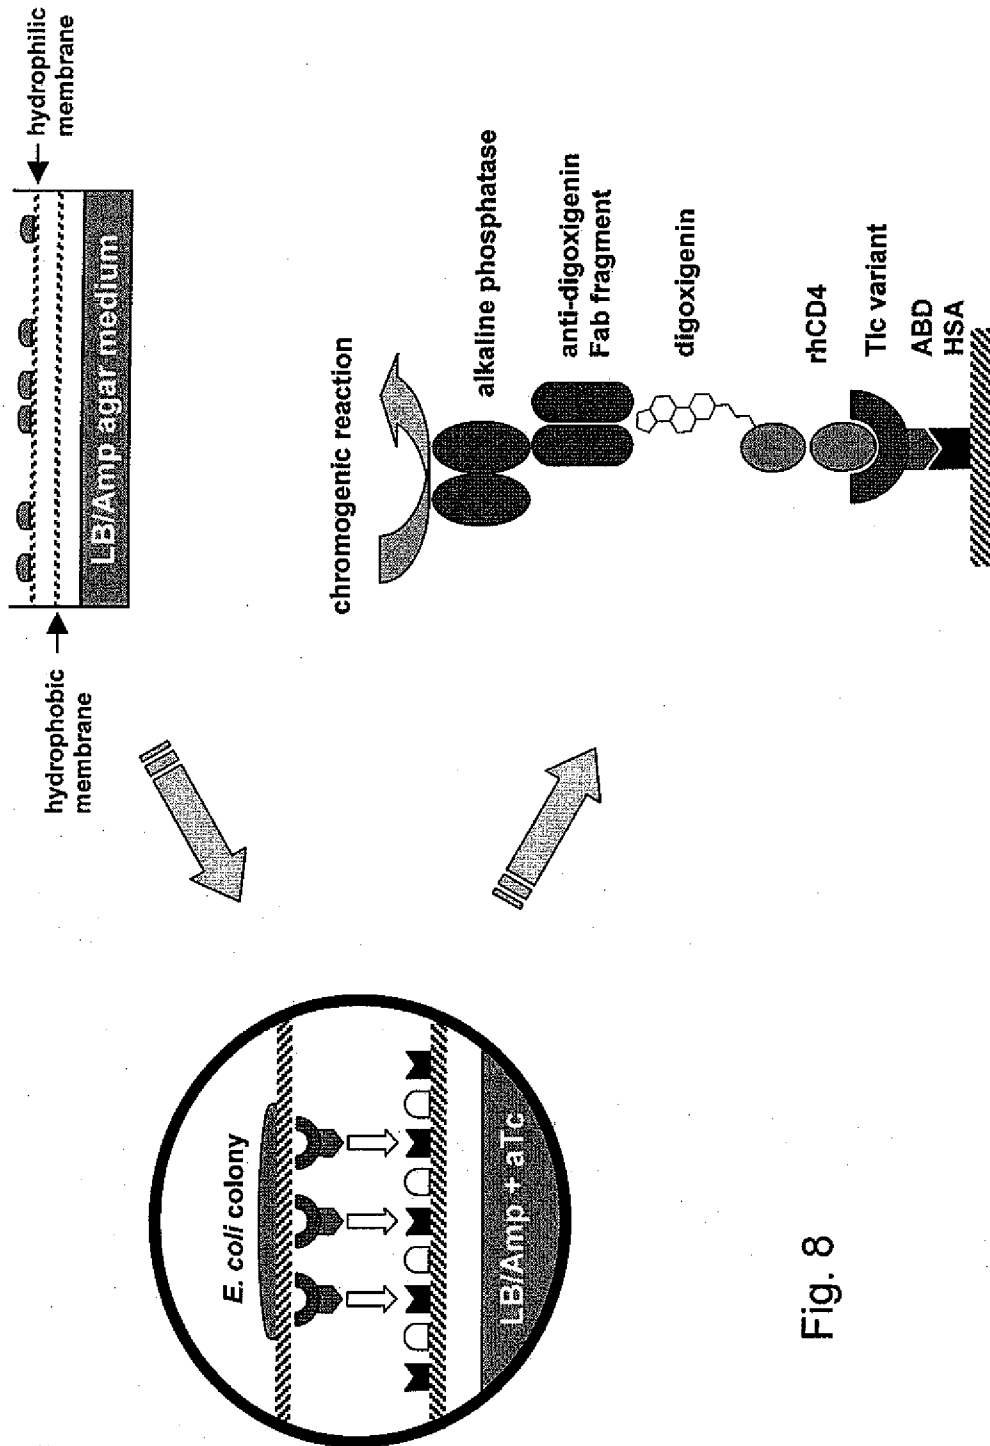 hydrophobic
membrane
hydrophilic
membrane
LB/Amp agar medium
E. coli colony
LB/Amp + aTc
chromogenic reaction
alkaline phosphatase
anti-digoxigenin
Fab fragment
digoxigenin
rhCD4
Tlc variant
ABD
HSA
Fig. 8